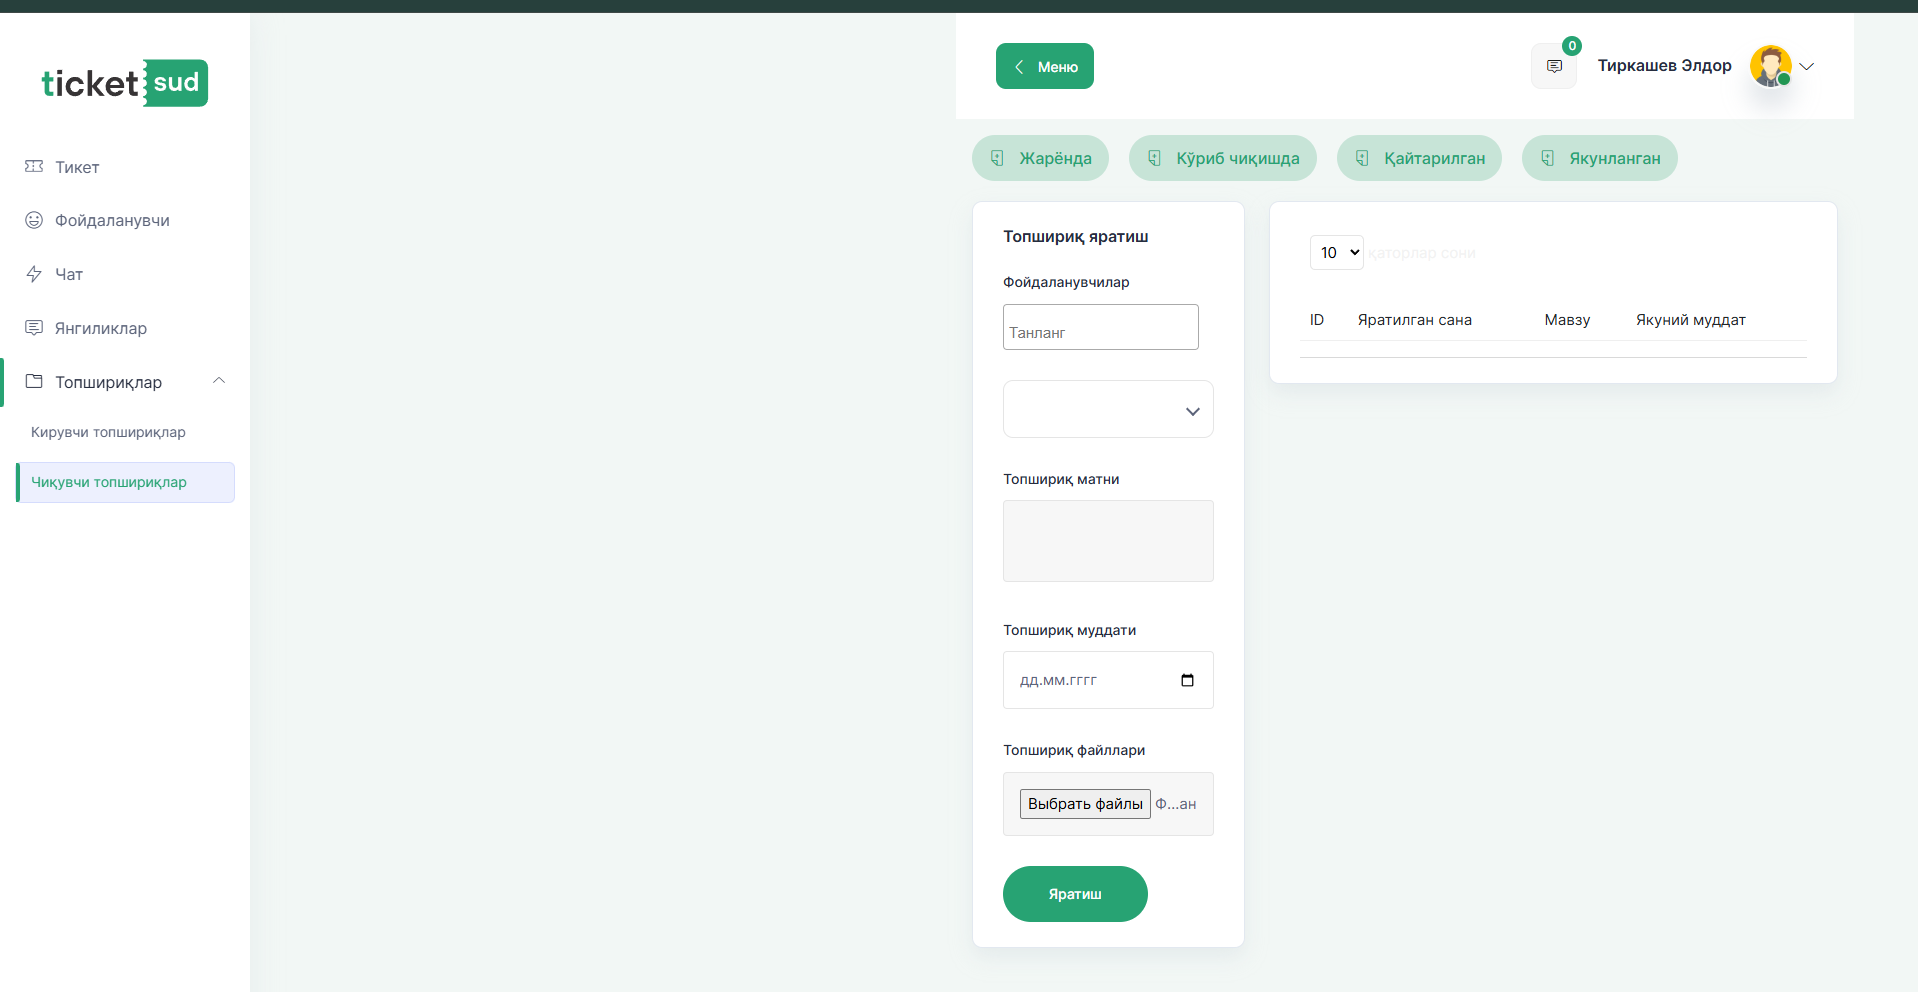 ticket sud
Тикет
Фойдаланувчи
Чат
Янгиликлар
Топшириқлар
Кирувчи топшириқлар
Чиқувчи топшириқлар
Меню
0
Тиркашев Элдор
Жарёнда
Кўриб чиқишда
Қайтарилган
Якунланган
Топшириқ яратиш
Фойдаланувчилар
Танланг
Топшириқ матни
Топшириқ муддати
дд.мм.гггг
Топшириқ файллари
Выбрать файлы Ф...ан
Яратиш
10 қаторлар сони
ID Яратилган сана Мавзу Якуний муддат